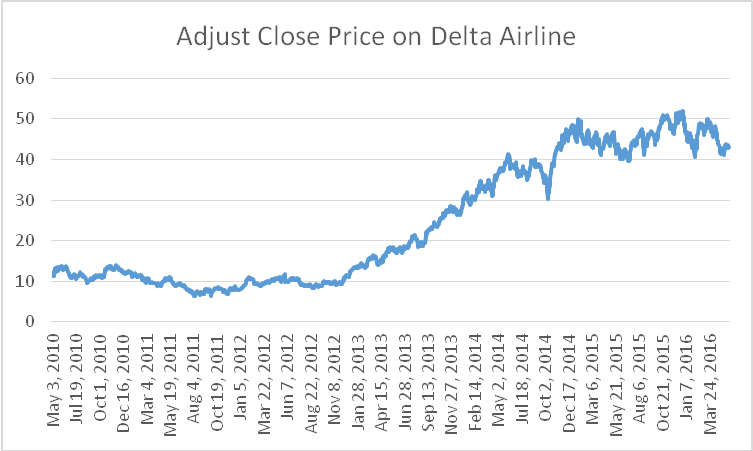 Adjust Close Price on Delta Airline
60
50
40
30
20
10
0
May 3, 2010
Jul 19, 2010
Oct 1, 2010
Dec 16, 2010
Mar 4, 2011
May 19, 2011
Aug 4, 2011
Oct 19, 2011
Jan 5, 2012
Mar 22, 2012
Jun 7, 2012
Aug 22, 2012
Nov 8, 2012
Jan 28, 2013
Apr 15, 2013
Jun 28, 2013
Sep 13, 2013
Nov 27, 2013
Feb 14, 2014
May 2, 2014
Jul 18, 2014
Oct 2, 2014
Dec 17, 2014
Mar 6, 2015
May 21, 2015
Aug 6, 2015
Oct 21, 2015
Jan 7, 2016
Mar 24, 2016